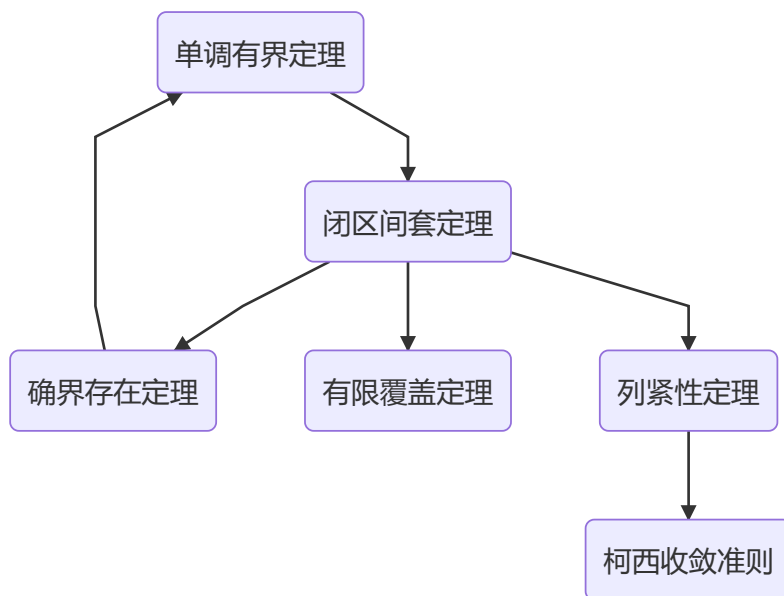 单调有界定理
闭区间套定理
确界存在定理
有限覆盖定理
列紧性定理
柯西收敛准则